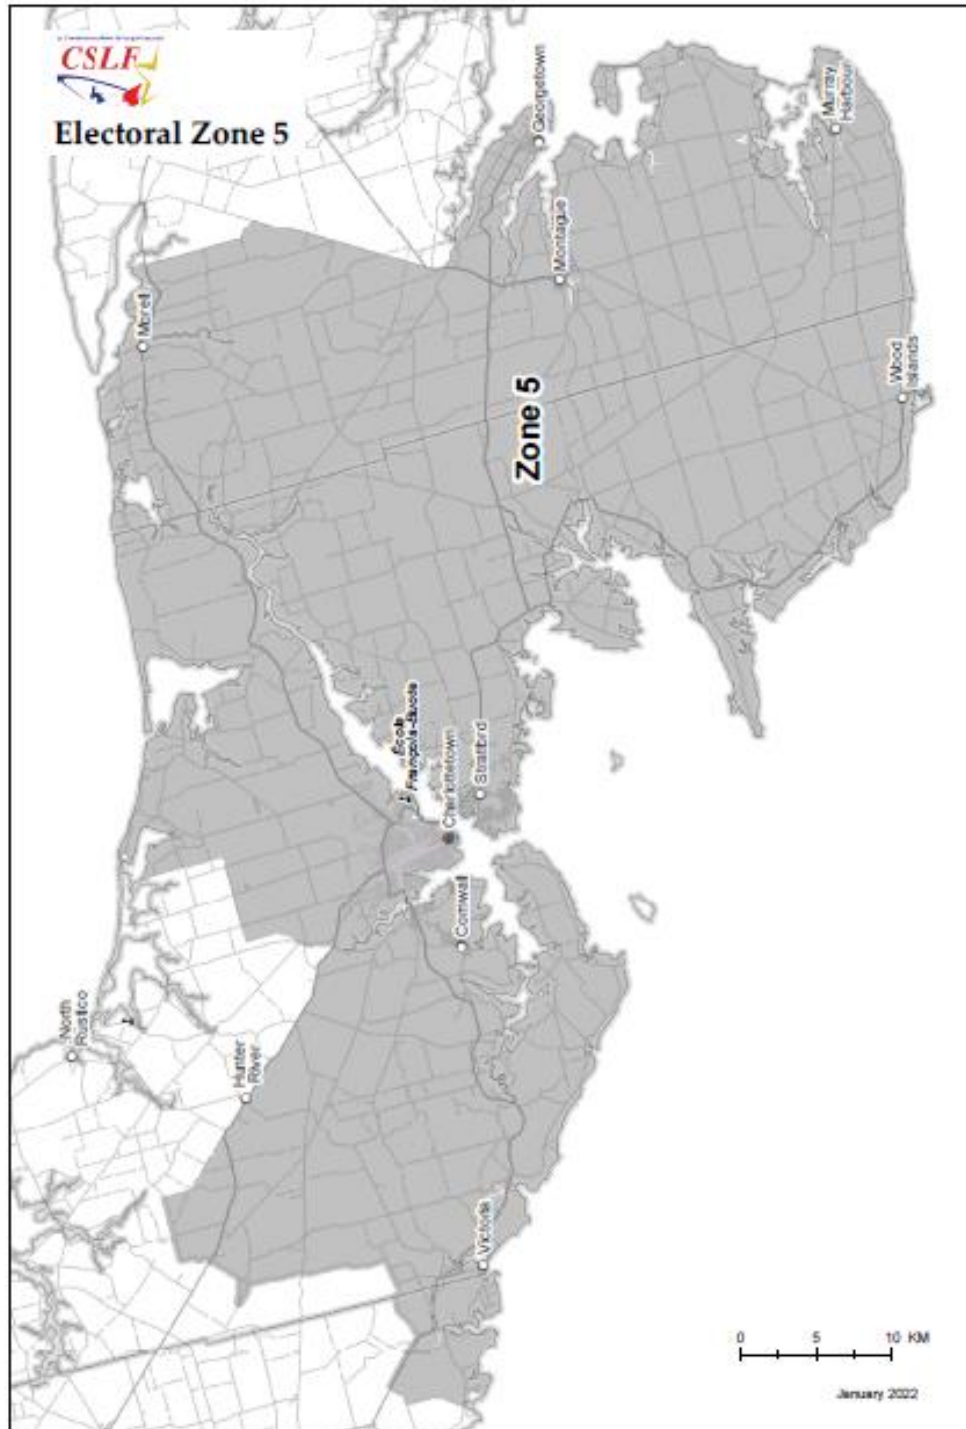 CSLF
Electoral Zone 5
Georgetown
Murray
Harbour
Montague
Morell
Wood
Islands
Zone 5
École
François-Buote
Stratford
Charlottetown
Cornwall
North
Rustico
Hunter
River
Victoria
0 5 10 KM
January 2022